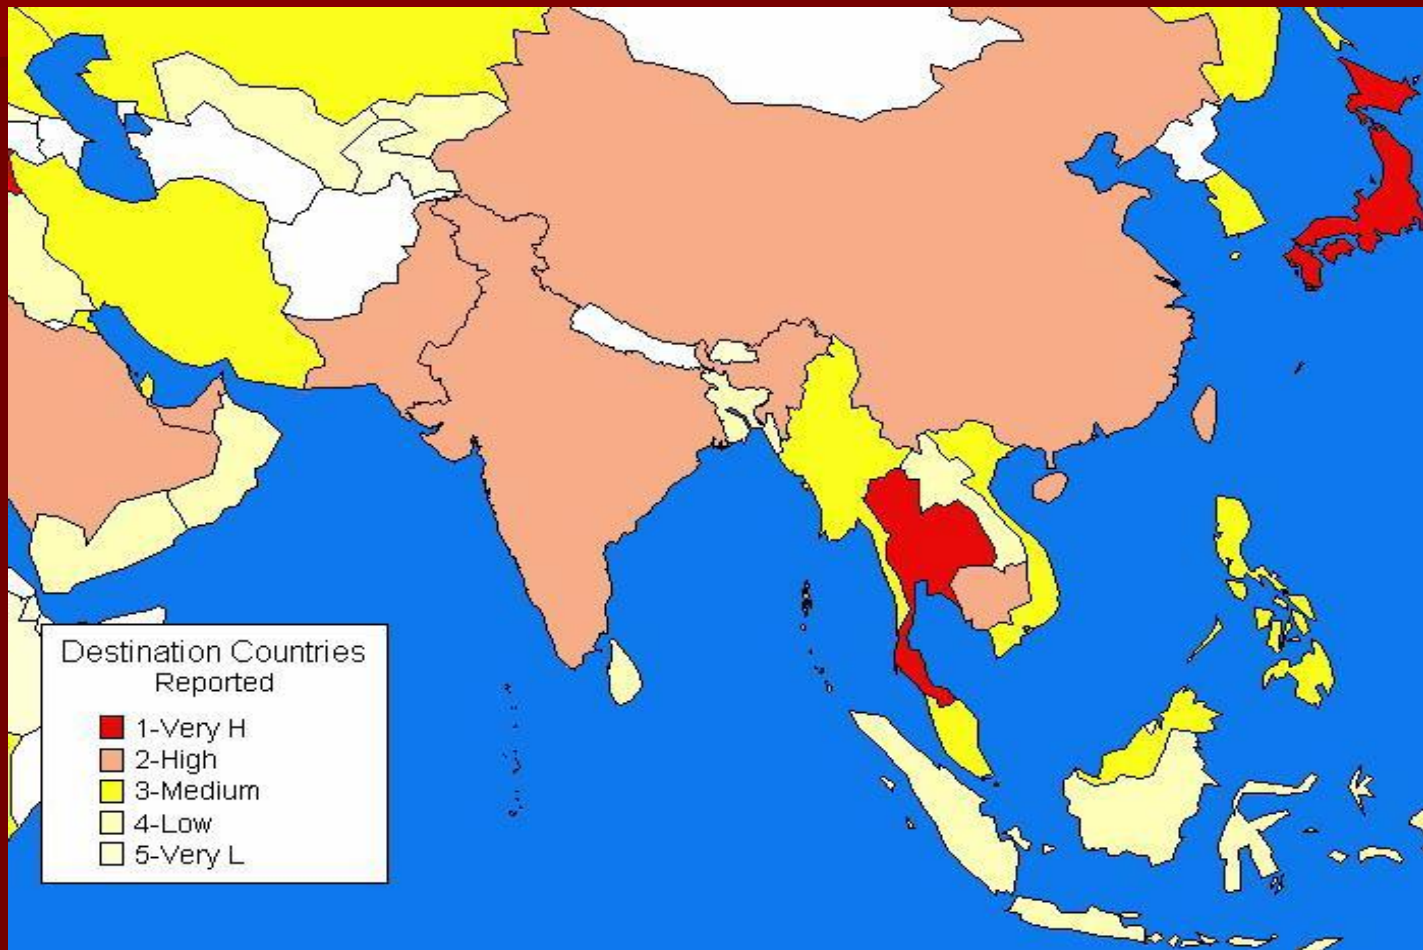 Destination Countries
Reported
1-Very H
2-High
3-Medium
4-Low
5-Very L